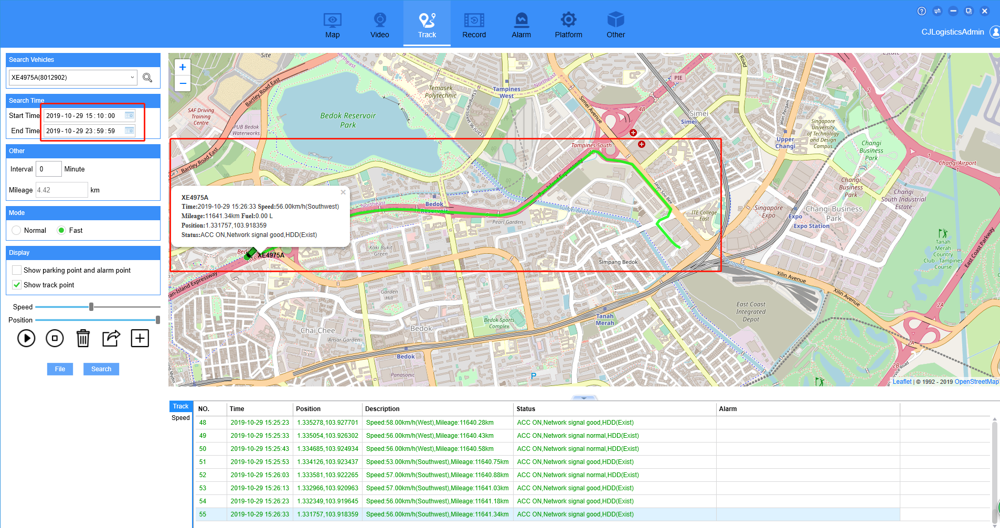 Map
Video
Track
Record
Alarm
Platform
Other
CJLogisticsAdmin
Search Vehicles
XE4975A(8012902)
Search Time
Start Time 2019-10-29 15:10:00
End Time 2019-10-29 23:59:59
Other
Interval 0 Minute
Mileage 4.42 km
Mode
Normal
Fast
Display
Show parking point and alarm point
Show track point
Speed
Position
File
Search
+
−
Site
Bartley Road East
SAF Driving
Training
Centre
PUB Bedok
Waterworks
Bartley Road East
Bedok Reservoir
Park
Northeast
Temasek
Polytechnic
Tampines
West
Northeast
PIE
Simei Avenue
4B
Simei
Simei
Jalan Pergam
Upper
Changi
Singapore
University
of Technology
and Design
Campus
Changi
Business
Park
2
1
Changi Airport
1
Changi
Business
Park
Changi
South Industrial
Estate
Changi Business
Park
Singapore
Expo
Expo
Expo Station
Tampines South
4B
Jalan Soo Bee
ITE College
East
Bedok
Reservoir
Northeast
6
Sungei Bedok
Pearl Garden
Kaki Bukit
Green
Simpang Bedok
XE4975A
Time:2019-10-29 15:26:33 Speed:56.00km/h(Southwest)
Mileage:11641.34km Fuel:0.00 L
Position:1.331757,103.918359
Status:ACC ON,Network signal good,HDD(Exist)
XE4975A
Garden
Hill
Chai Chee
Bedok
Ansar Garden
Bedok Sports
Complex
Tanah
Merah
Bedok
Panasonic
P
East Coast
Integrated
Depot
Xilin Avenue
Xilin Avenue
Tanah
Merah
Country
Club - Tampines
Course
East Coast Parkway
2A
2A
2B
Leaflet | © 1992 - 2019 OpenStreetMap
Track
Speed
NO. Time Position Description Status Alarm
48 2019-10-29 15:25:23 1.335278,103.927701 Speed:58.00km/h(West),Mileage:11640.28km ACC ON,Network signal good,HDD(Exist)
49 2019-10-29 15:25:33 1.335054,103.926302 Speed:56.00km/h(West),Mileage:11640.43km ACC ON,Network signal normal,HDD(Exist)
50 2019-10-29 15:25:43 1.334685,103.924934 Speed:56.00km/h(West),Mileage:11640.58km ACC ON,Network signal normal,HDD(Exist)
51 2019-10-29 15:25:53 1.334126,103.923437 Speed:53.00km/h(Southwest),Mileage:11640.75km ACC ON,Network signal good,HDD(Exist)
52 2019-10-29 15:26:03 1.333581,103.922265 Speed:57.00km/h(Southwest),Mileage:11640.88km ACC ON,Network signal normal,HDD(Exist)
53 2019-10-29 15:26:13 1.332966,103.920963 Speed:57.00km/h(Southwest),Mileage:11641.03km ACC ON,Network signal good,HDD(Exist)
54 2019-10-29 15:26:23 1.332349,103.919645 Speed:56.00km/h(Southwest),Mileage:11641.18km ACC ON,Network signal good,HDD(Exist)
55 2019-10-29 15:26:33 1.331757,103.918359 Speed:56.00km/h(Southwest),Mileage:11641.34km ACC ON,Network signal good,HDD(Exist)